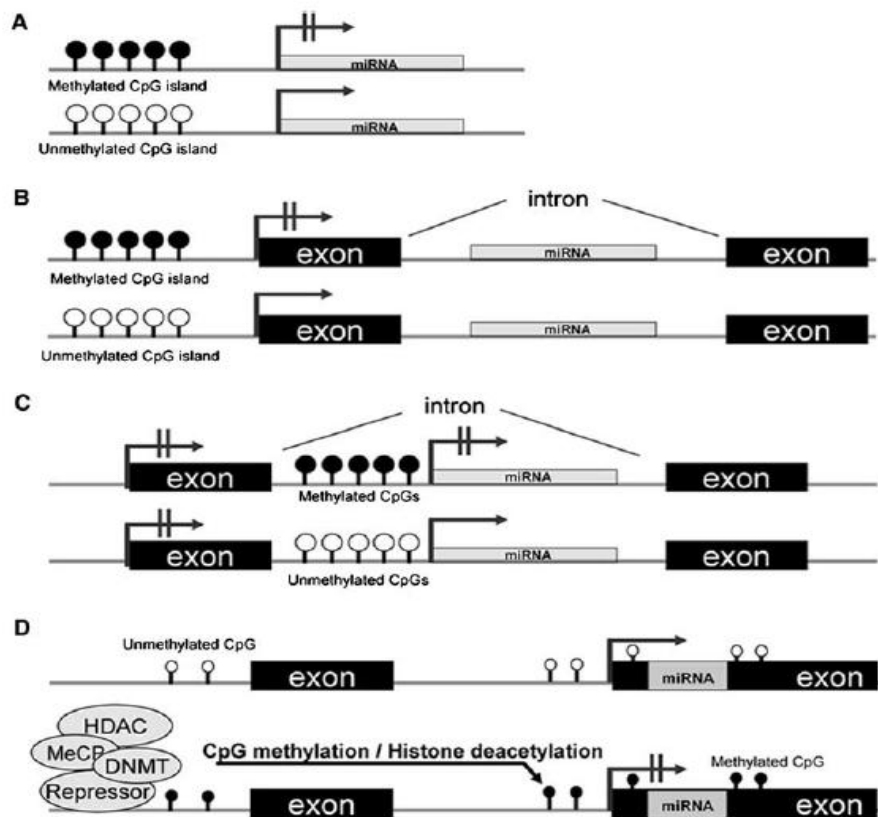 A
miRNA
Methylated CpG island
miRNA
Unmethylated CpG island
B
intron
exon
miRNA
Methylated CpG island
exon
miRNA
exon
Unmethylated CpG island
C
intron
exon
miRNA
exon
Methylated CpGs
exon
miRNA
exon
Unmethylated CpGs
D
Unmethylated CpG
exon
miRNA
exon
HDAC
MeCP
DNMT
Repressor
CpG methylation / Histone deacetylation
Methylated CpG
exon
miRNA
exon